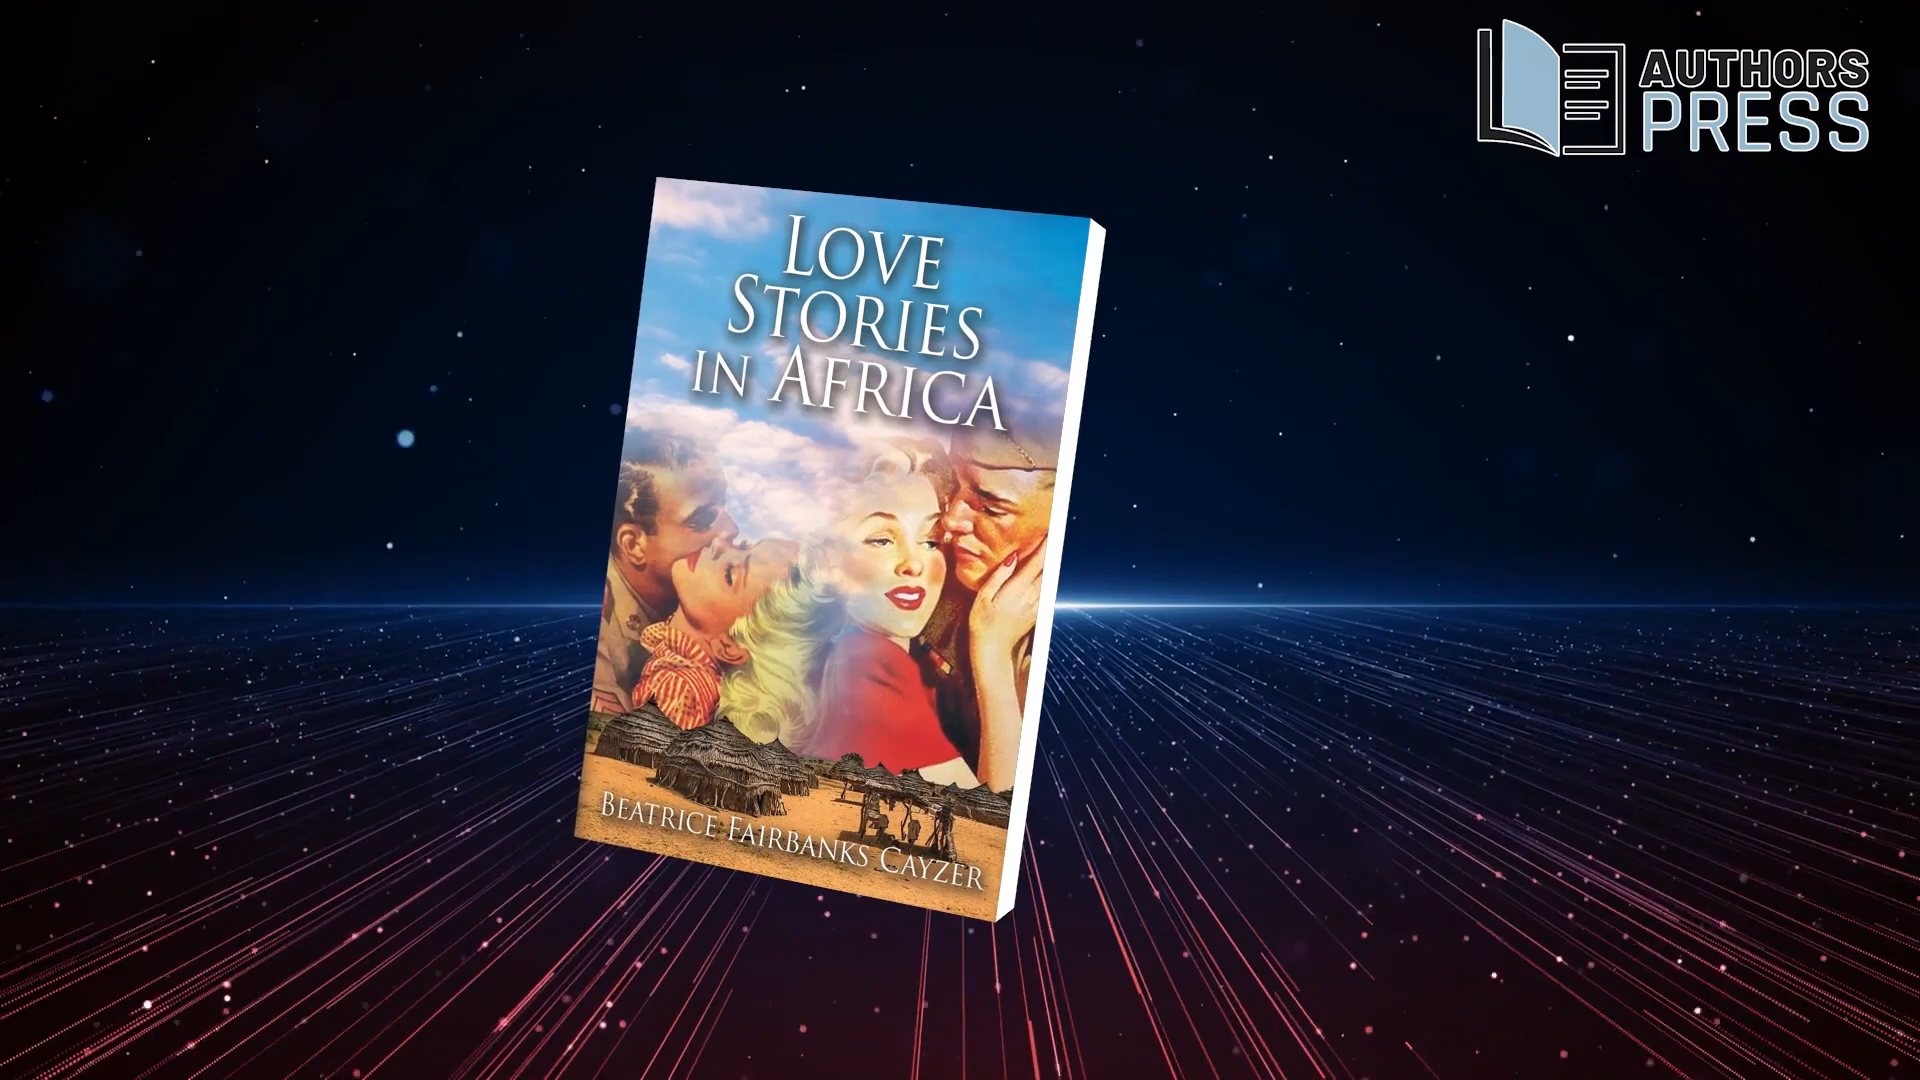 AUTHORS
PRESS
LOVE
STORIES
IN AFRICA
BEATRICE FAIRBANKS CAYZER